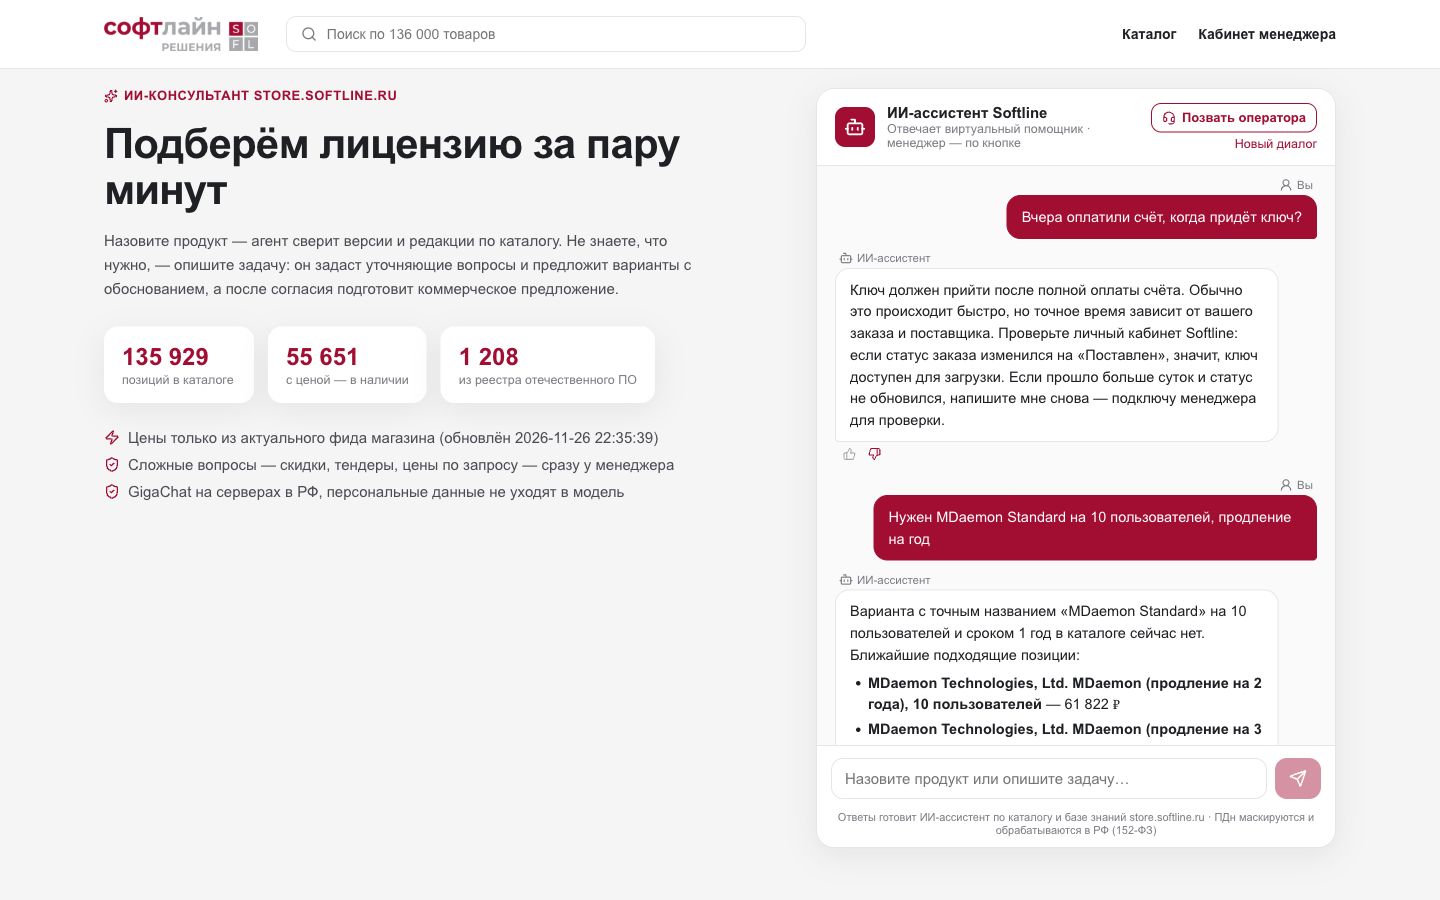 софтлайн
РЕШЕНИЯ
S O
F L
Поиск по 136 000 товаров
Каталог
Кабинет менеджера
ИИ-КОНСУЛЬТАНТ STORE.SOFTLINE.RU
Подберём лицензию за пару
минут
Назовите продукт — агент сверит версии и редакции по каталогу. Не знаете, что
нужно, — опишите задачу: он задаст уточняющие вопросы и предложит варианты с
обоснованием, а после согласия подготовит коммерческое предложение.
135 929
позиций в каталоге
55 651
с ценой — в наличии
1 208
из реестра отечественного ПО
Цены только из актуального фида магазина (обновлён 2026-11-26 22:35:39)
Сложные вопросы — скидки, тендеры, цены по запросу — сразу у менеджера
GigaChat на серверах в РФ, персональные данные не уходят в модель
ИИ-ассистент Softline
Отвечает виртуальный помощник ·
менеджер — по кнопке
Позвать оператора
Новый диалог
Вы
Вчера оплатили счёт, когда придёт ключ?
ИИ-ассистент
Ключ должен прийти после полной оплаты счёта. Обычно
это происходит быстро, но точное время зависит от вашего
заказа и поставщика. Проверьте личный кабинет Softline:
если статус заказа изменился на «Поставлен», значит, ключ
доступен для загрузки. Если прошло больше суток и статус
не обновился, напишите мне снова — подключу менеджера
для проверки.
Вы
Нужен MDaemon Standard на 10 пользователей, продление
на год
ИИ-ассистент
Варианта с точным названием «MDaemon Standard» на 10
пользователей и сроком 1 год в каталоге сейчас нет.
Ближайшие подходящие позиции:
• MDaemon Technologies, Ltd. MDaemon (продление на 2
года), 10 пользователей — 61 822 ₽
• MDaemon Technologies, Ltd. MDaemon (продление на 3
Назовите продукт или опишите задачу...
Ответы готовит ИИ-ассистент по каталогу и базе знаний store.softline.ru · ПДн маскируются и
обрабатываются в РФ (152-ФЗ)